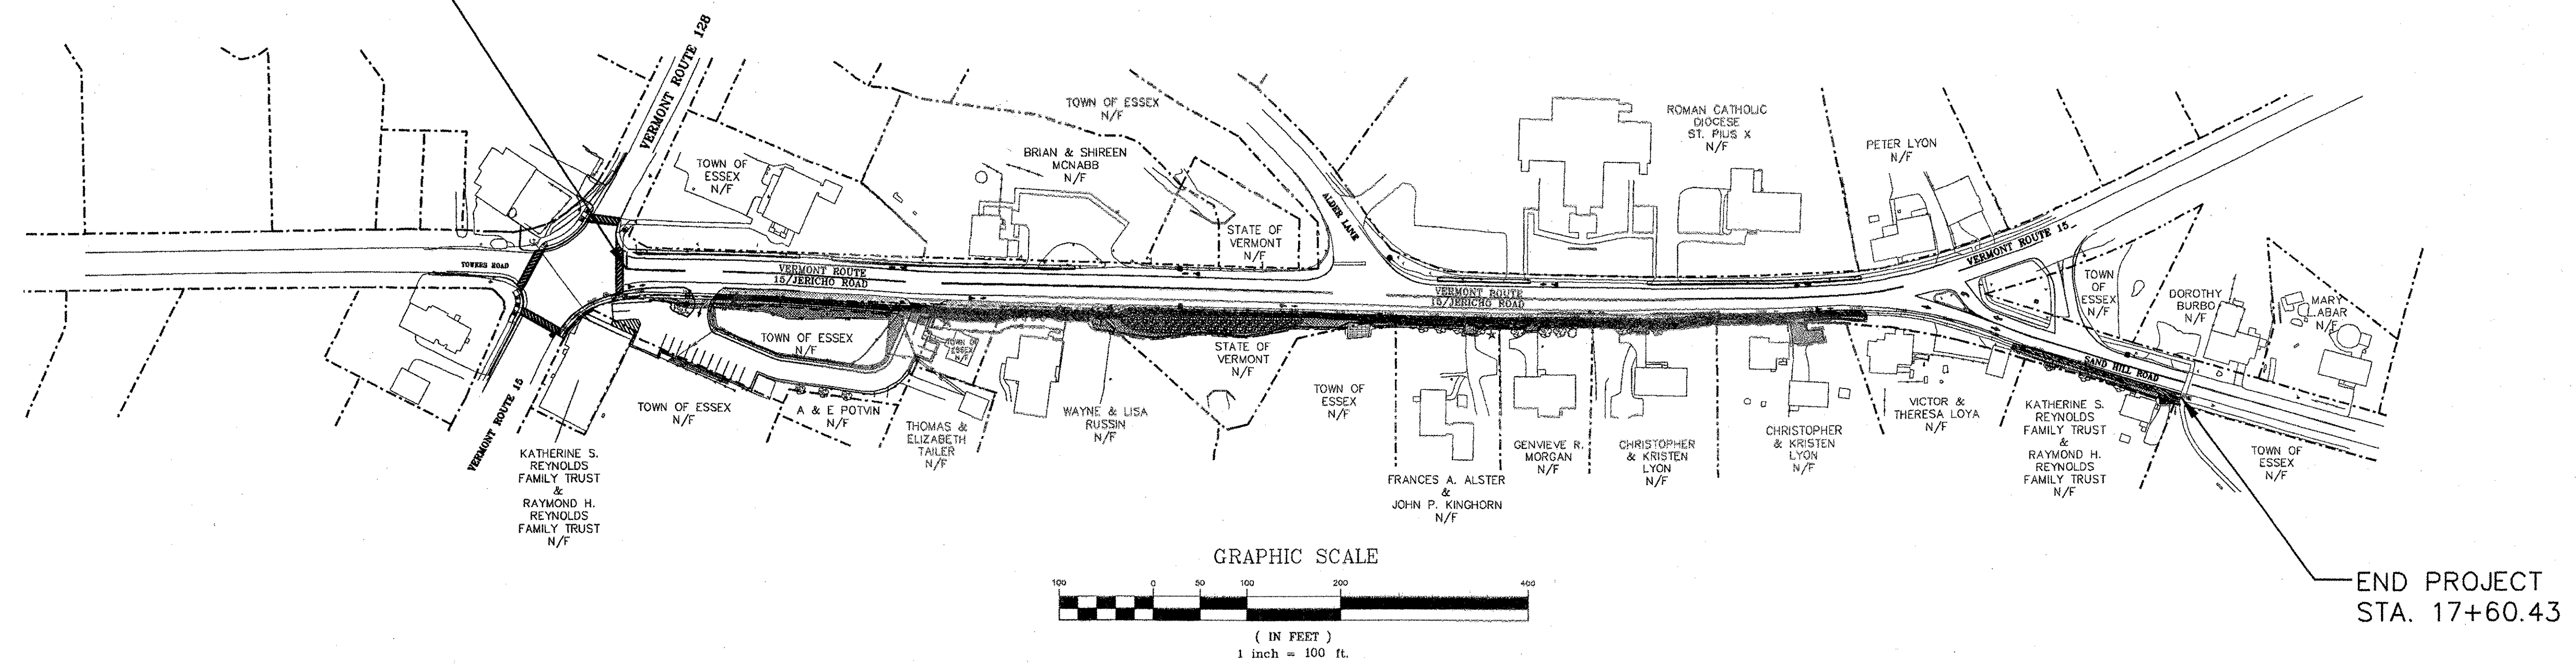 VERMONT ROUTE 128
TOWN OF
ESSEX
N/F
TOWN OF ESSEX
N/F
BRIAN & SHIREEN
MCNABB
N/F
STATE OF
VERMONT
N/F
ALDER LANE
ROMAN CATHOLIC
DIOCESE
ST. PIUS X
N/F
PETER LYON
N/F
VERMONT ROUTE 15
TOWERS ROAD
VERMONT ROUTE
15/JERICHO ROAD
VERMONT ROUTE
15/JERICHO ROAD
TOWN
OF
ESSEX
N/F
DOROTHY
BURBO
N/F
MARY
LABAR
N/F
SAND HILL ROAD
TOWN OF ESSEX
N/F
TOWN OF
ESSEX
N/F
STATE OF
VERMONT
N/F
VERMONT ROUTE 15
KATHERINE S.
REYNOLDS
FAMILY TRUST
&
RAYMOND H.
REYNOLDS
FAMILY TRUST
N/F
TOWN OF ESSEX
N/F
A & E POTVIN
N/F
THOMAS &
ELIZABETH
TAILER
N/F
WAYNE & LISA
RUSSIN
N/F
TOWN OF
ESSEX
N/F
FRANCES A. ALSTER
&
JOHN P. KINGHORN
N/F
GENVIEVE R.
MORGAN
N/F
CHRISTOPHER
& KRISTEN
LYON
N/F
CHRISTOPHER
& KRISTEN
LYON
N/F
VICTOR &
THERESA LOYA
N/F
KATHERINE S.
REYNOLDS
FAMILY TRUST
&
RAYMOND H.
REYNOLDS
FAMILY TRUST
N/F
TOWN OF
ESSEX
N/F
END PROJECT
STA. 17+60.43
GRAPHIC SCALE
100 0 50 100 200 400
( IN FEET )
1 inch = 100 ft.